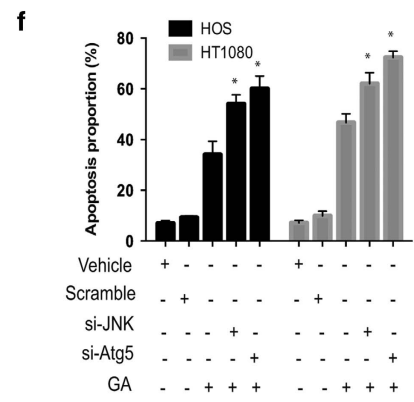 f
HOS
HT1080
Apoptosis proportion (%)
80
60
40
20
0
* * * *
Vehicle + - - - - + - - - -
Scramble - + - - - - + - - -
si-JNK - - - + - - - - + -
si-Atg5 - - - - + - - - - +
GA - - + + + - - + + +